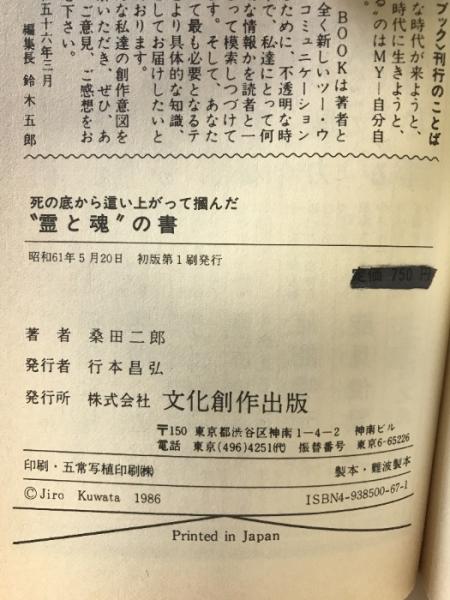 ブック〉刊行のことば
な時代が来ようと、
時代に生きようと、
る。のはMY—自分自
BOOKは著者と
全く新しいツー・ウ
コミュニケーション
ために、不透明な時
で、私達にとって何
な情報かを読者と一
って模索しつづけて
す。そして、あなた
て最も必要となるテ
より具体的な知識、
してお届けしたいと
おります。
な私達の創作意図を
いただき、ぜひ、あ
ご意見、ご感想をお
下さい。
五十六年三月
編集長 鈴木五郎
死の底から這い上がって摑んだ
〝霊と魂〟の書
昭和61年5月20日 初版第1刷発行
定価 750円
著 者 桑田二郎
発行者 行本昌弘
発行所 株式会社 文化創作出版
〒150 東京都渋谷区神南1-4-2 神南ビル
電話 東京(496)4251㈹ 振替番号 東京6-65226
印刷・五常写植印刷㈱ 製本・難波製本
©Jiro Kuwata 1986 ISBN4-938500-67-1
Printed in Japan